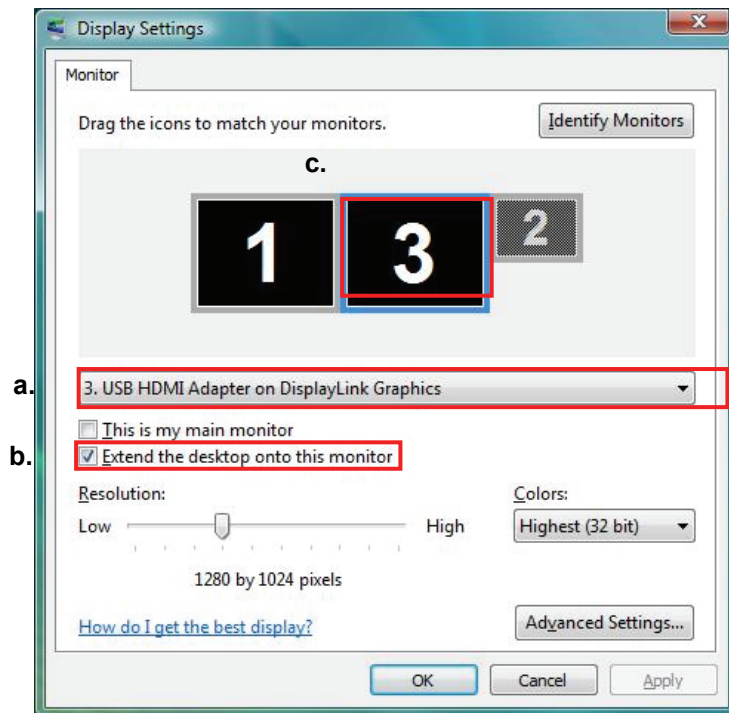 Display Settings
X
Monitor
Drag the icons to match your monitors.
Identify Monitors
c.
1
3
2
a.
3. USB HDMI Adapter on DisplayLink Graphics
This is my main monitor
b.
Extend the desktop onto this monitor
Resolution:
Colors:
Low
High
Highest (32 bit)
1280 by 1024 pixels
How do I get the best display?
Advanced Settings...
OK
Cancel
Apply